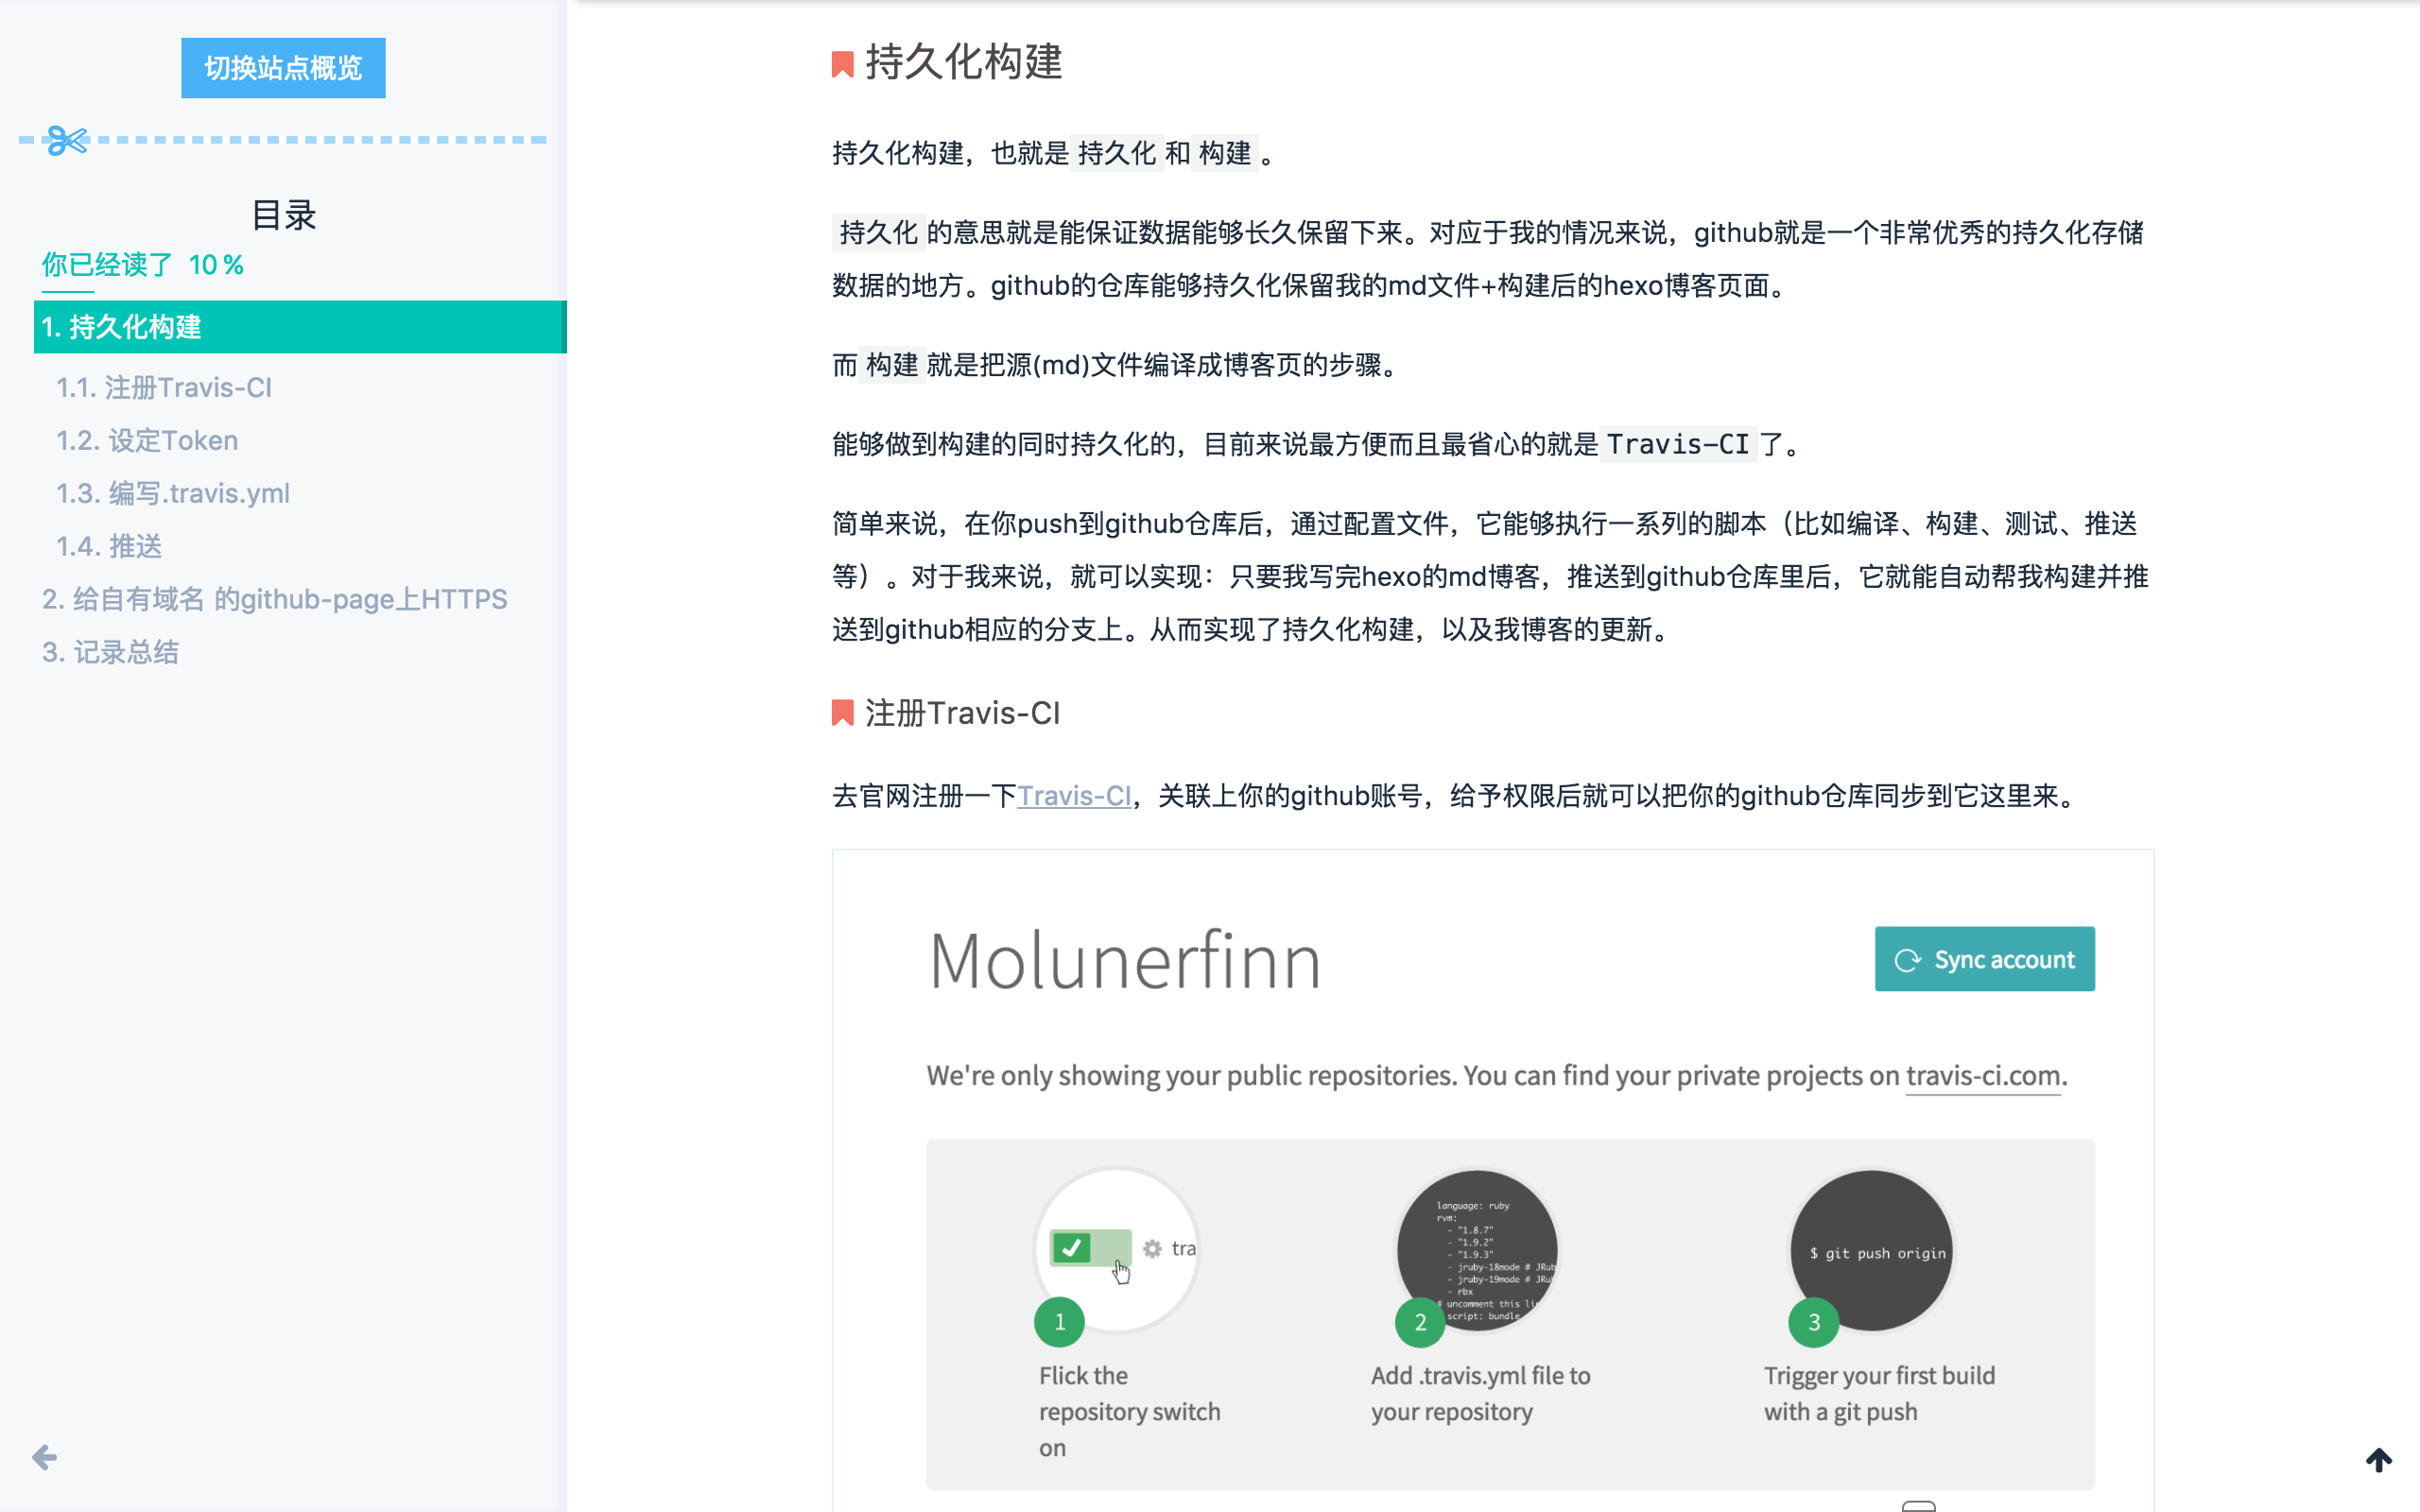 切换站点概览
目录
你已经读了 10 %
1. 持久化构建
1.1. 注册Travis-CI
1.2. 设定Token
1.3. 编写.travis.yml
1.4. 推送
2. 给自有域名 的github-page上HTTPS
3. 记录总结
持久化构建
持久化构建，也就是 持久化 和 构建 。
持久化 的意思就是能保证数据能够长久保留下来。对应于我的情况来说，github就是一个非常优秀的持久化存储
数据的地方。github的仓库能够持久化保留我的md文件+构建后的hexo博客页面。
而 构建 就是把源(md)文件编译成博客页的步骤。
能够做到构建的同时持久化的，目前来说最方便而且最省心的就是 Travis-CI 了。
简单来说，在你push到github仓库后，通过配置文件，它能够执行一系列的脚本（比如编译、构建、测试、推送
等）。对于我来说，就可以实现：只要我写完hexo的md博客，推送到github仓库里后，它就能自动帮我构建并推
送到github相应的分支上。从而实现了持久化构建，以及我博客的更新。
注册Travis-CI
去官网注册一下Travis-CI，关联上你的github账号，给予权限后就可以把你的github仓库同步到它这里来。
Molunerfinn
Sync account
We're only showing your public repositories. You can find your private projects on travis-ci.com.
tra
1
Flick the
repository switch
on
language: ruby
rvm:
- "1.8.7"
- "1.9.2"
- "1.9.3"
- jruby-18mode # JRub
- jruby-19mode # JRu
- rbx
# uncomment this li
script: bundle
2
Add .travis.yml file to
your repository
$ git push origin
3
Trigger your first build
with a git push